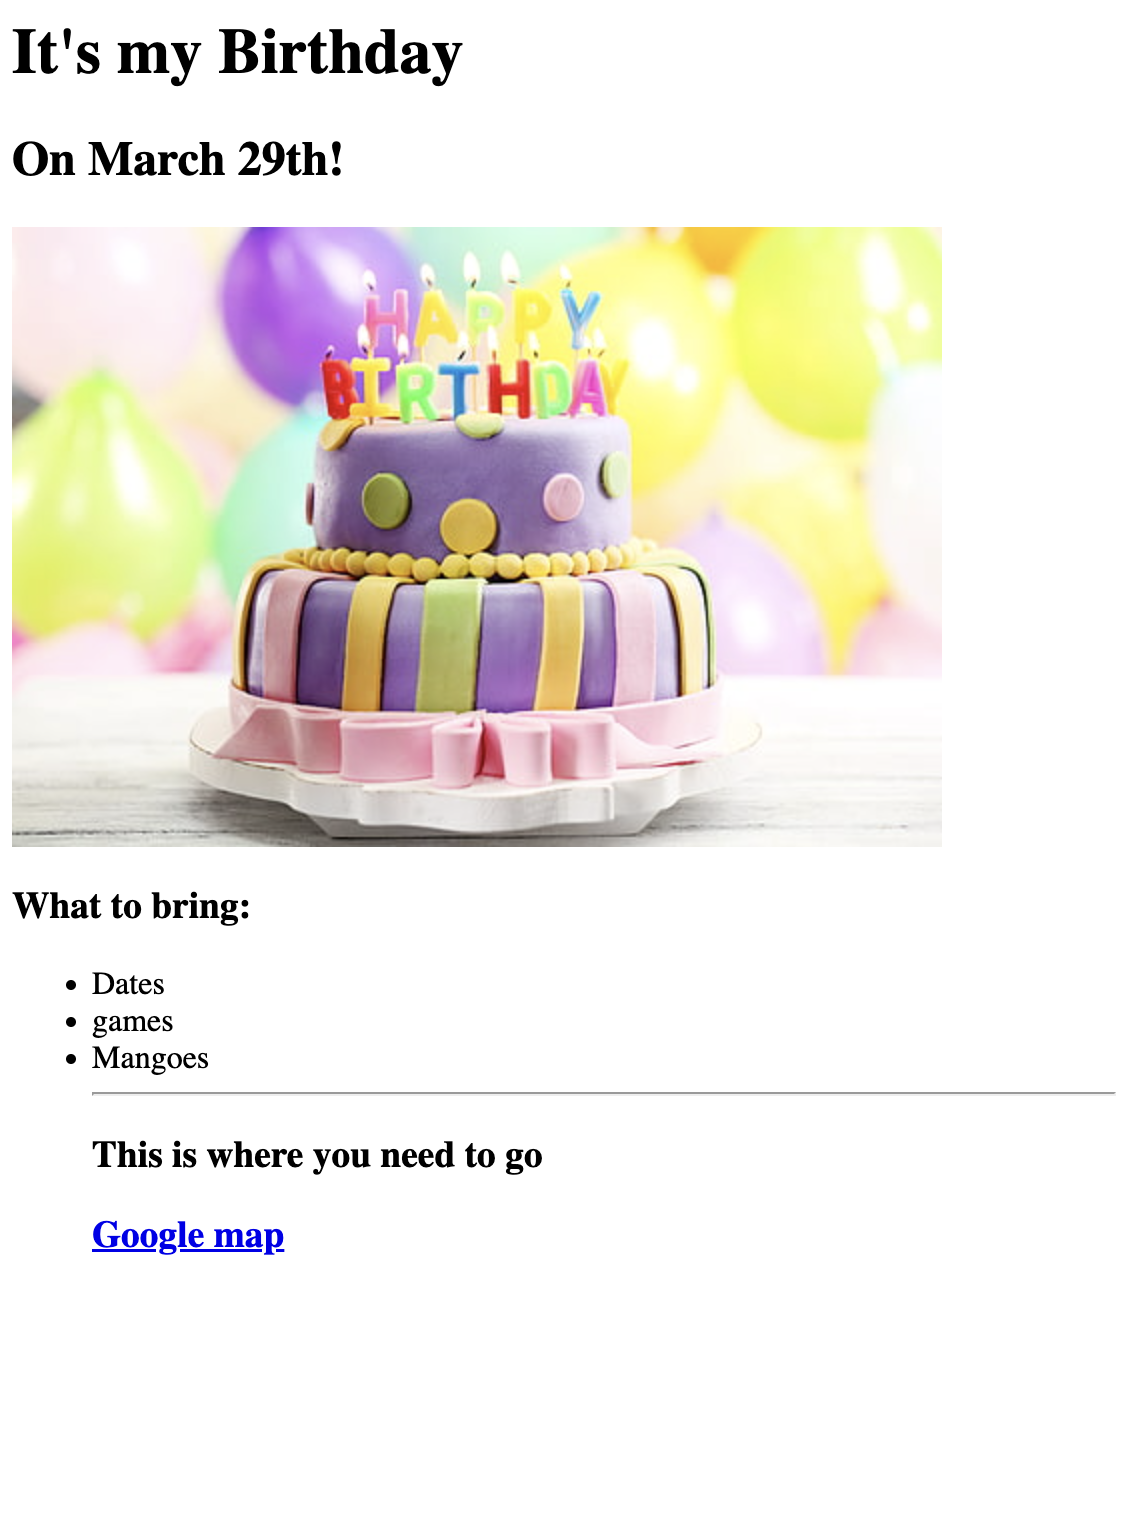 It's my Birthday
On March 29th!
HAPPY
BIRTHDAY
What to bring:
Dates
games
Mangoes
This is where you need to go
Google map